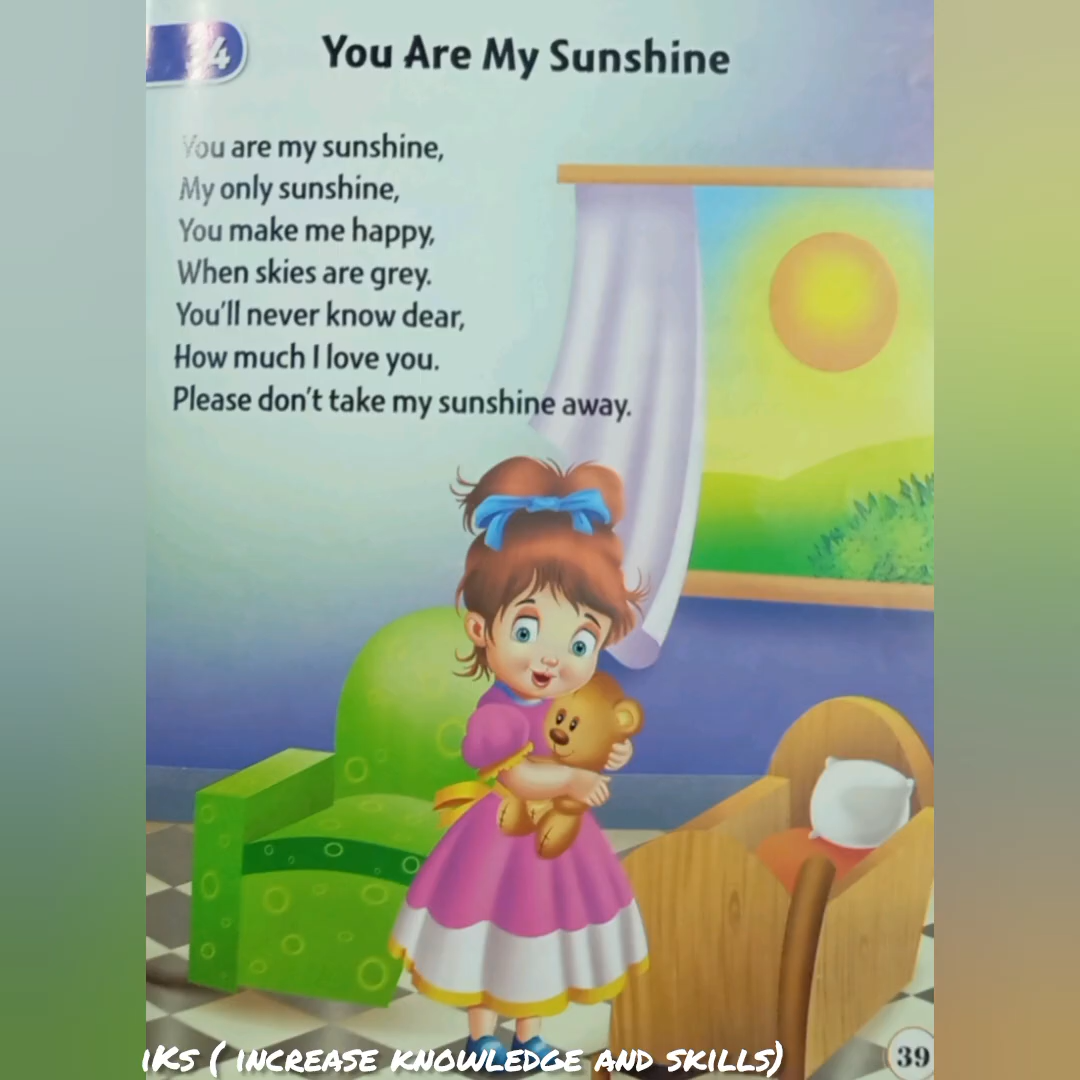 34
You Are My Sunshine
You are my sunshine,
My only sunshine,
You make me happy,
When skies are grey.
You'll never know dear,
How much I love you.
Please don't take my sunshine away.
iKs ( INCREASE KNOWLEDGE AND SKILLS)
39